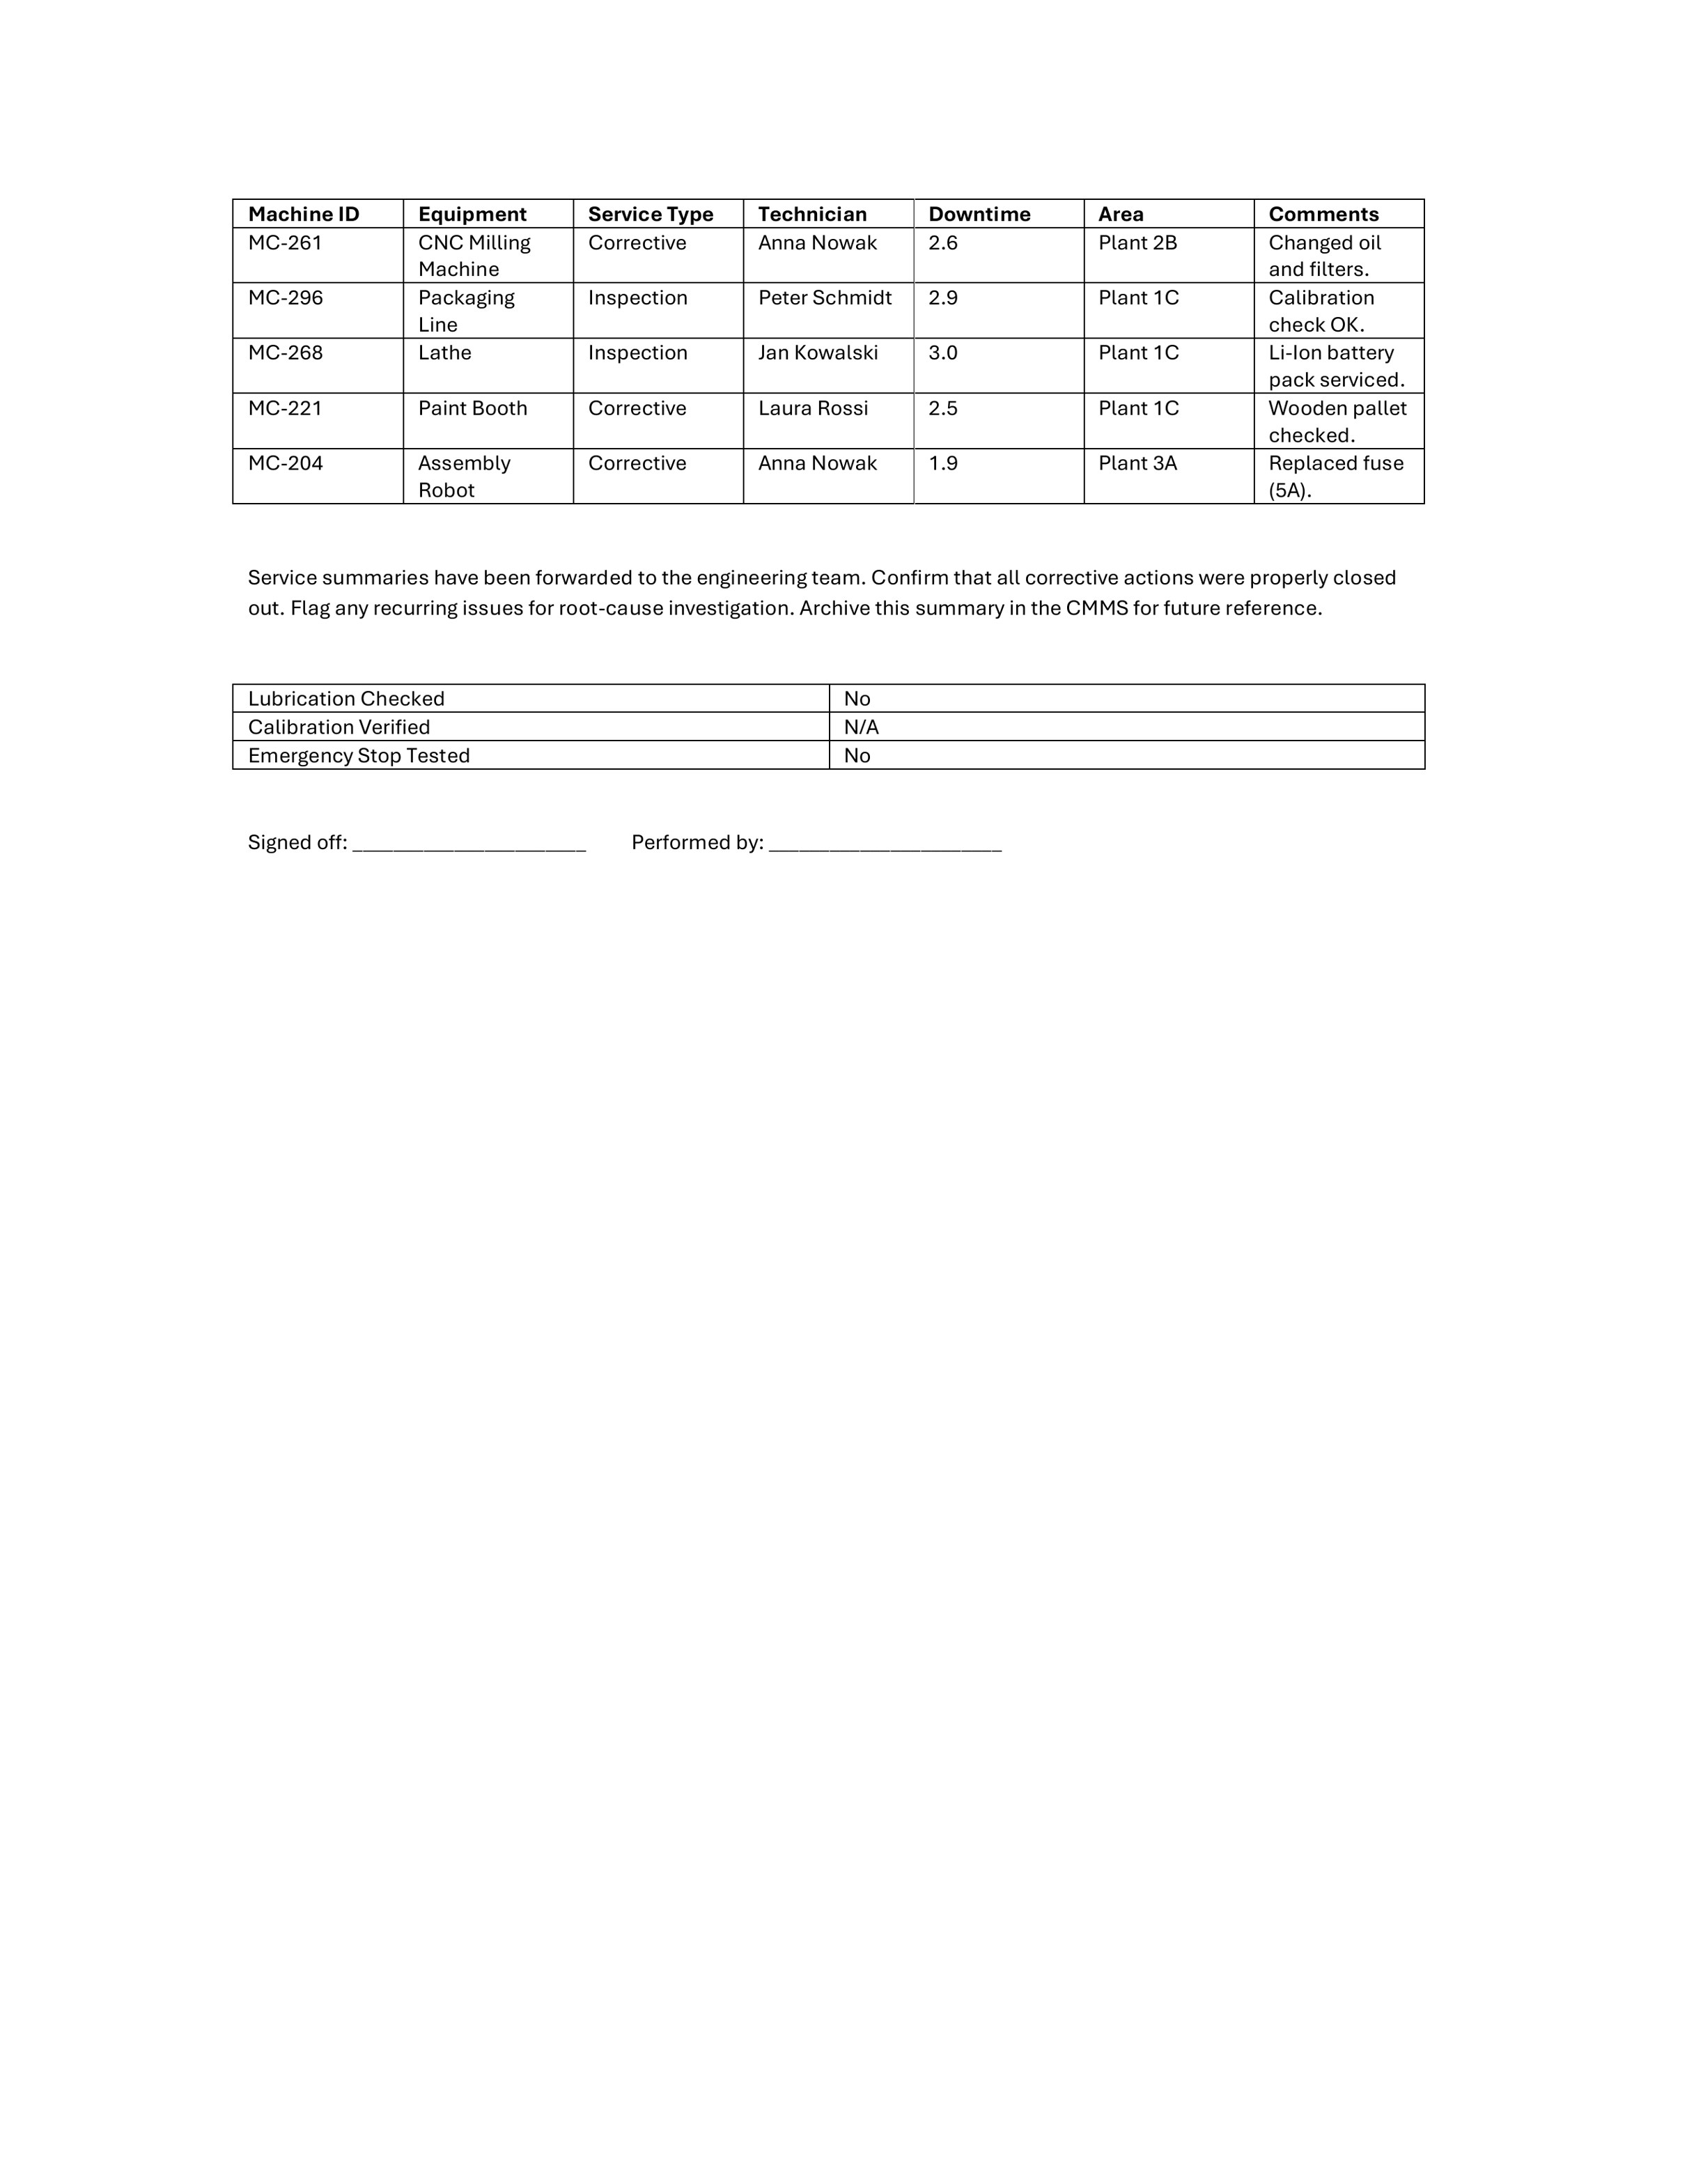 Machine ID Equipment Service Type Technician Downtime Area Comments
MC-261 CNC Milling Machine Corrective Anna Nowak 2.6 Plant 2B Changed oil and filters.
MC-296 Packaging Line Inspection Peter Schmidt 2.9 Plant 1C Calibration check OK.
MC-268 Lathe Inspection Jan Kowalski 3.0 Plant 1C Li-Ion battery pack serviced.
MC-221 Paint Booth Corrective Laura Rossi 2.5 Plant 1C Wooden pallet checked.
MC-204 Assembly Robot Corrective Anna Nowak 1.9 Plant 3A Replaced fuse (5A).
Service summaries have been forwarded to the engineering team. Confirm that all corrective actions were properly closed
out. Flag any recurring issues for root-cause investigation. Archive this summary in the CMMS for future reference.
Lubrication Checked No
Calibration Verified N/A
Emergency Stop Tested No
Signed off: ______________________ Performed by: ______________________